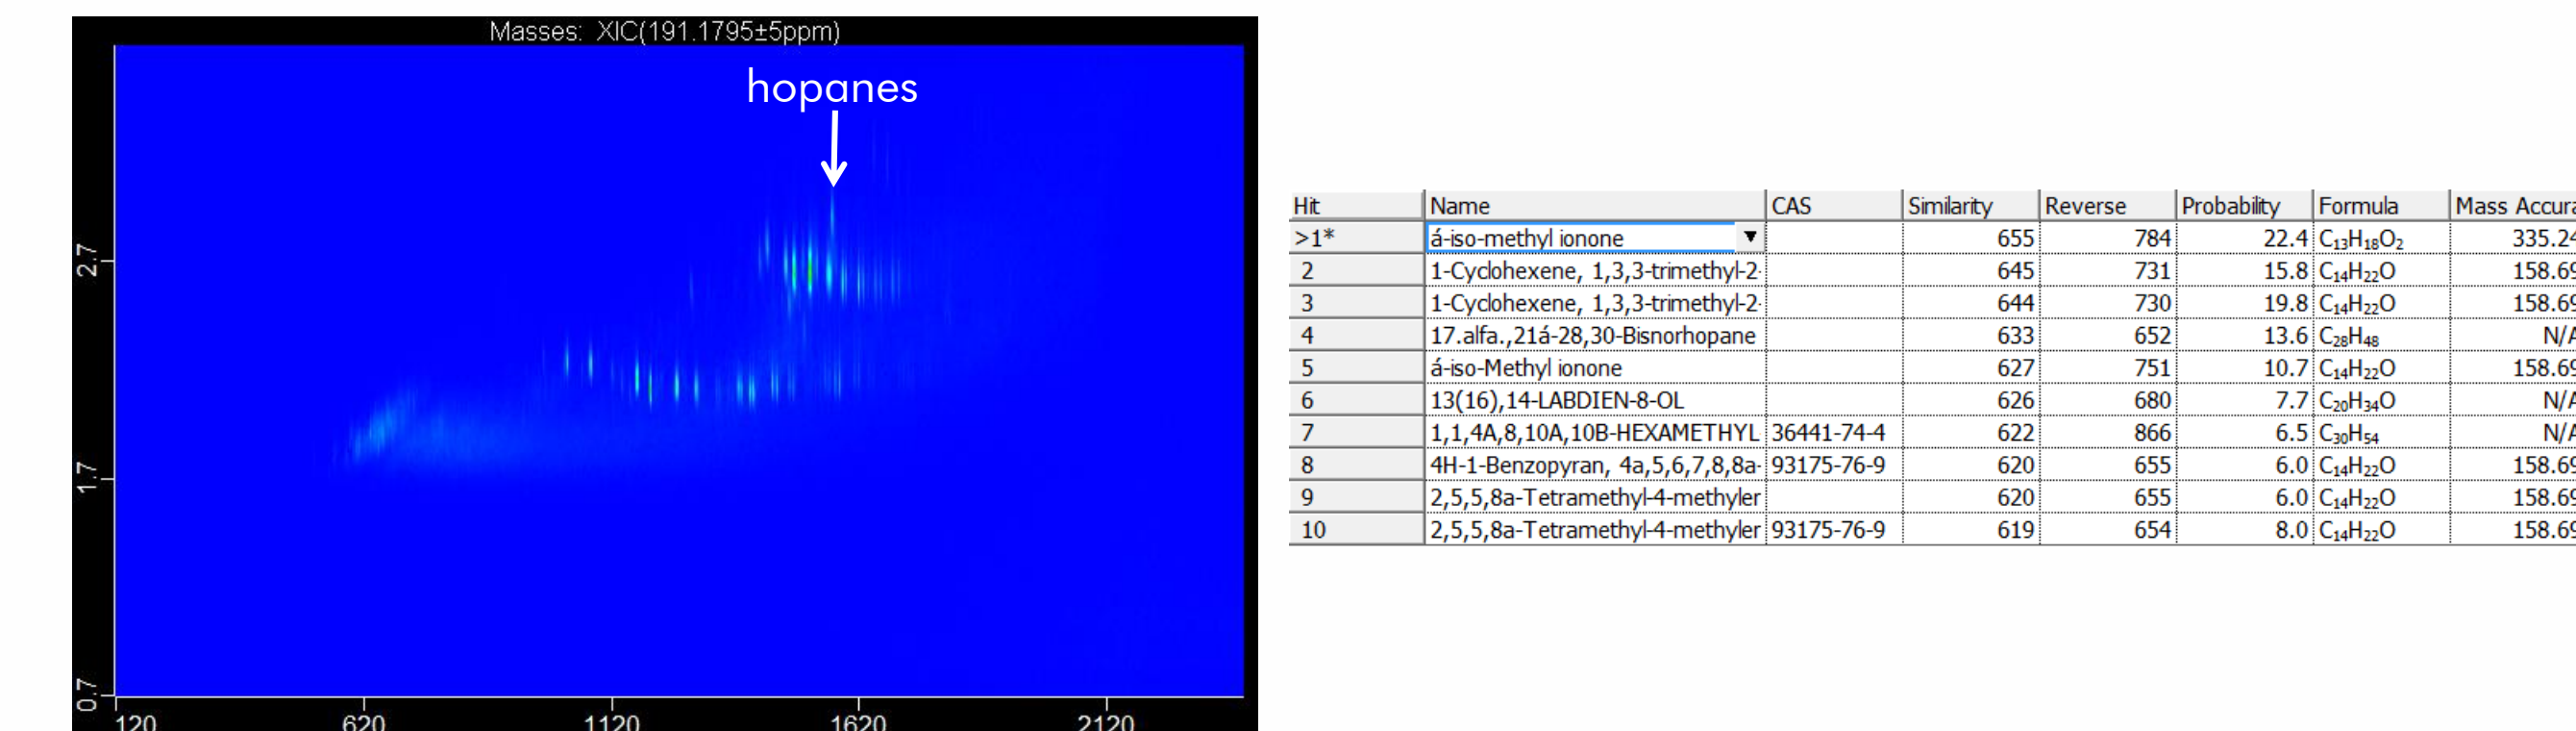 Masses: XIC(191.1795±5ppm)
hopanes
2.7
1.7
0.7
120 620 1120 1620 2120
Hit Name CAS Similarity Reverse Probability Formula Mass Accura
>1* á-iso-methyl ionone 655 784 22.4 C₁₃H₁₈O₂ 335.24
2 1-Cyclohexene, 1,3,3-trimethyl-2- 645 731 15.8 C₁₄H₂₂O 158.69
3 1-Cyclohexene, 1,3,3-trimethyl-2- 644 730 19.8 C₁₄H₂₂O 158.69
4 17.alfa.,21á-28,30-Bisnorhopane 633 652 13.6 C₂₈H₄₈ N/A
5 á-iso-Methyl ionone 627 751 10.7 C₁₄H₂₂O 158.69
6 13(16),14-LABDIEN-8-OL 626 680 7.7 C₂₀H₃₄O N/A
7 1,1,4A,8,10A,10B-HEXAMETHYL 36441-74-4 622 866 6.5 C₃₀H₅₄ N/A
8 4H-1-Benzopyran, 4a,5,6,7,8,8a- 93175-76-9 620 655 6.0 C₁₄H₂₂O 158.69
9 2,5,5,8a-Tetramethyl-4-methyler 620 655 6.0 C₁₄H₂₂O 158.69
10 2,5,5,8a-Tetramethyl-4-methyler 93175-76-9 619 654 8.0 C₁₄H₂₂O 158.69